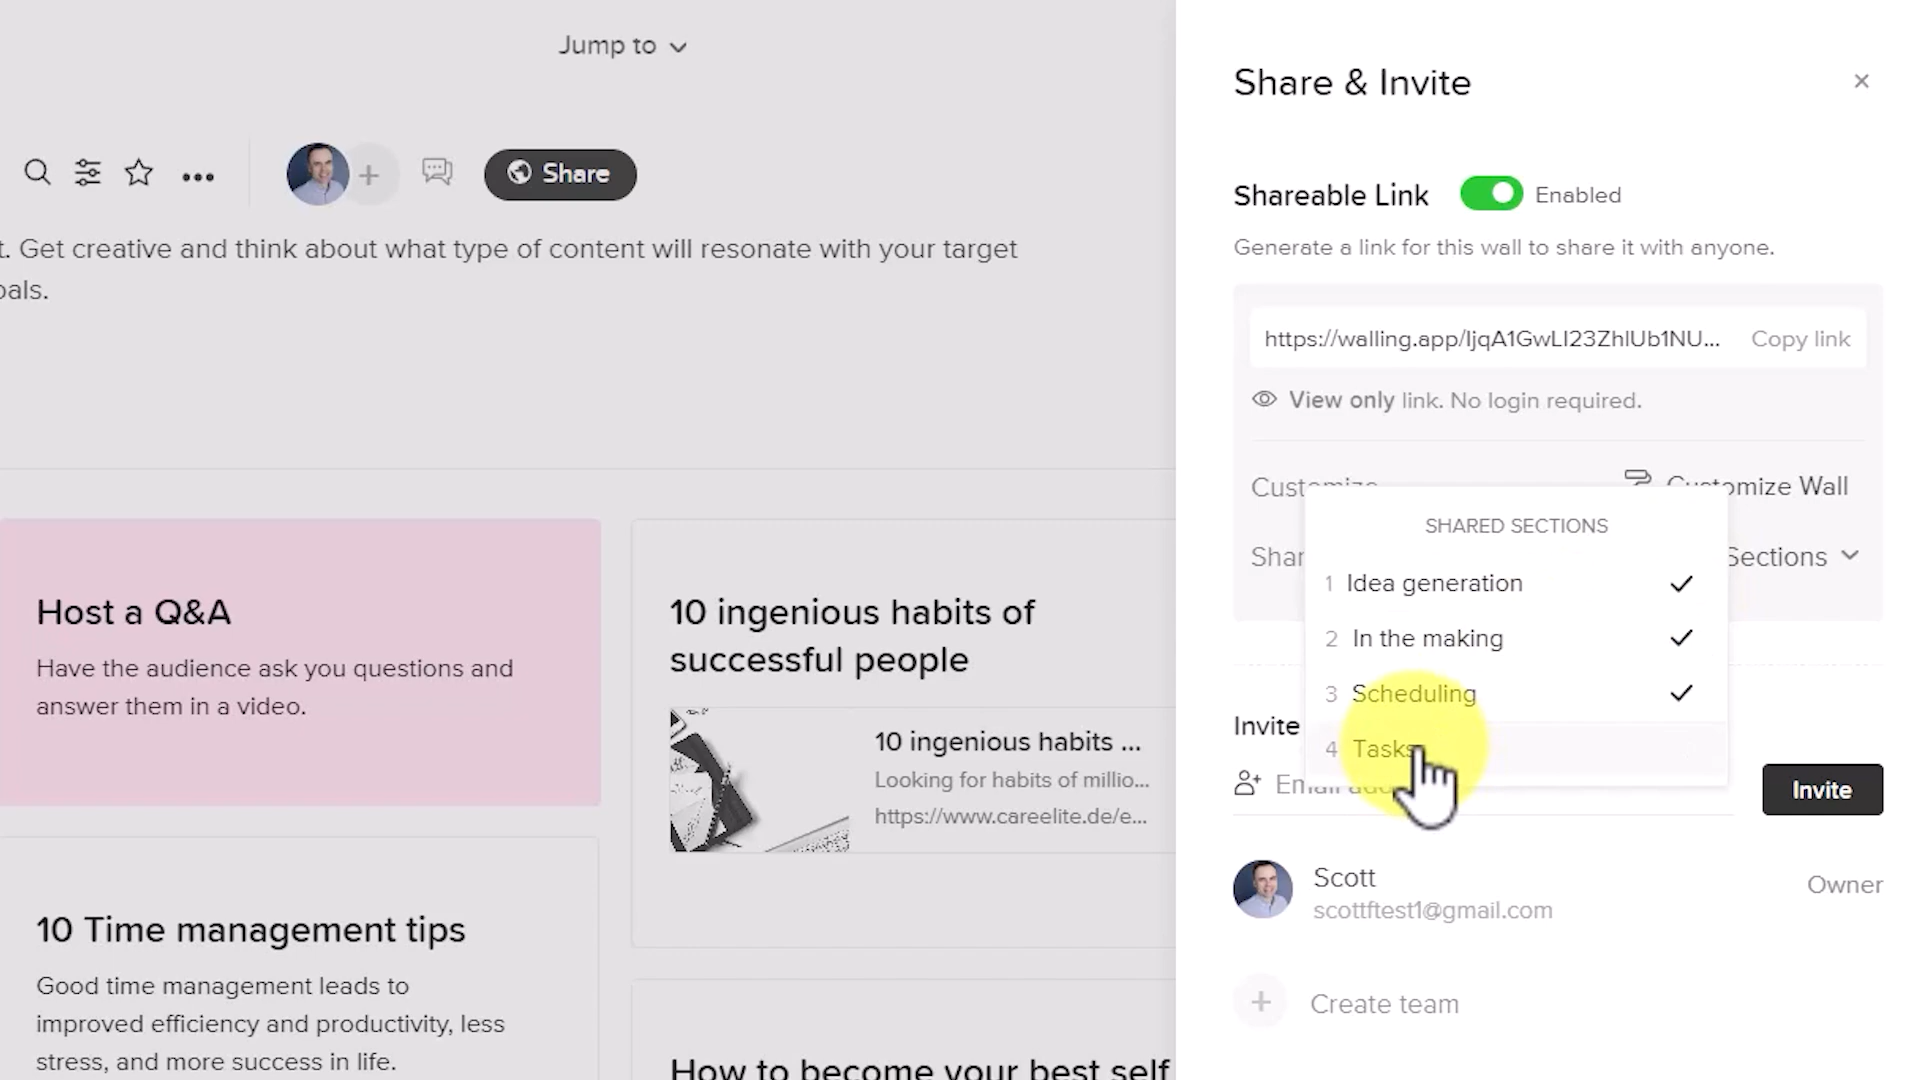 Jump to
Share
t. Get creative and think about what type of content will resonate with your target
oals.
Host a Q&A
Have the audience ask you questions and
answer them in a video.
10 Time management tips
Good time management leads to
improved efficiency and productivity, less
stress, and more success in life.
10 ingenious habits of
successful people
10 ingenious habits ...
Looking for habits of millio...
https://www.careelite.de/e...
How to become your best self
Share & Invite
Shareable Link
Enabled
Generate a link for this wall to share it with anyone.
https://walling.app/ljqA1GwLI23ZhlUb1NU...
Copy link
View only link. No login required.
Customize
Customize Wall
Shar
Sections
SHARED SECTIONS
1 Idea generation
2 In the making
3 Scheduling
4 Tasks
Invite
Email add
Invite
Scott
scottftest1@gmail.com
Owner
Create team